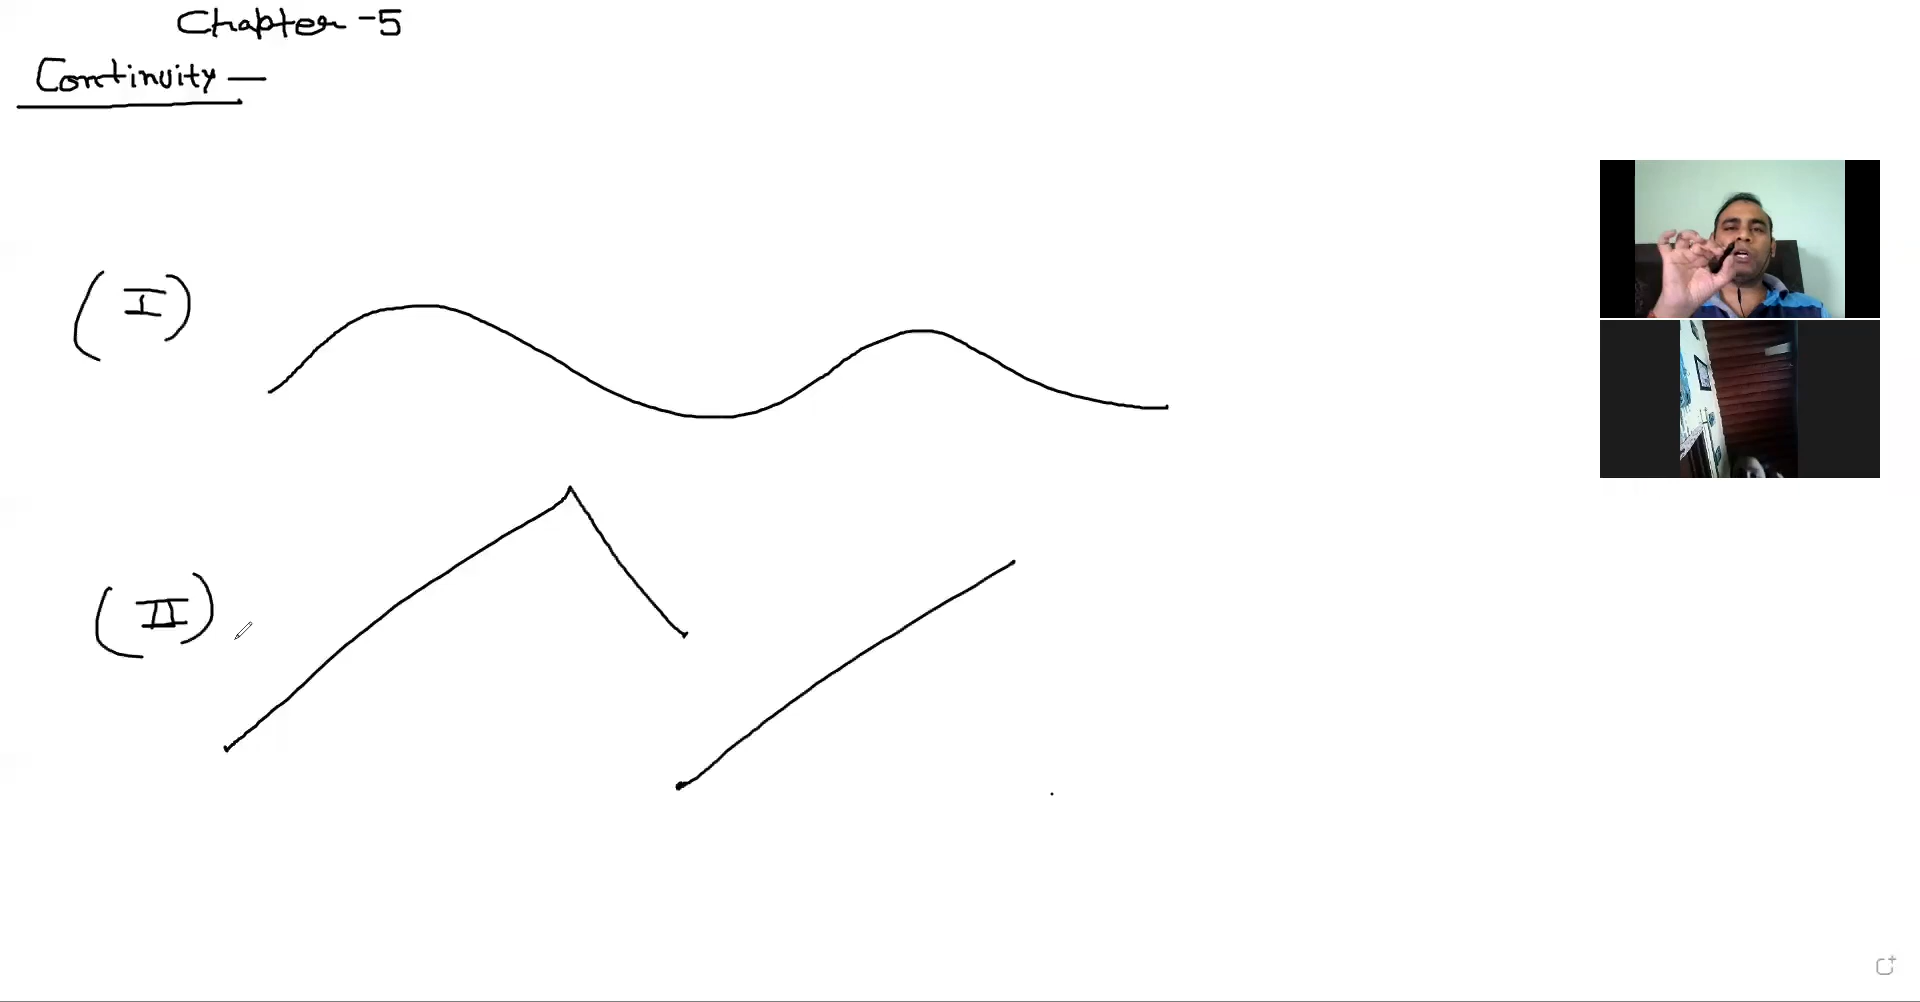 Chapter -5
Continuity —
(I)
(II)